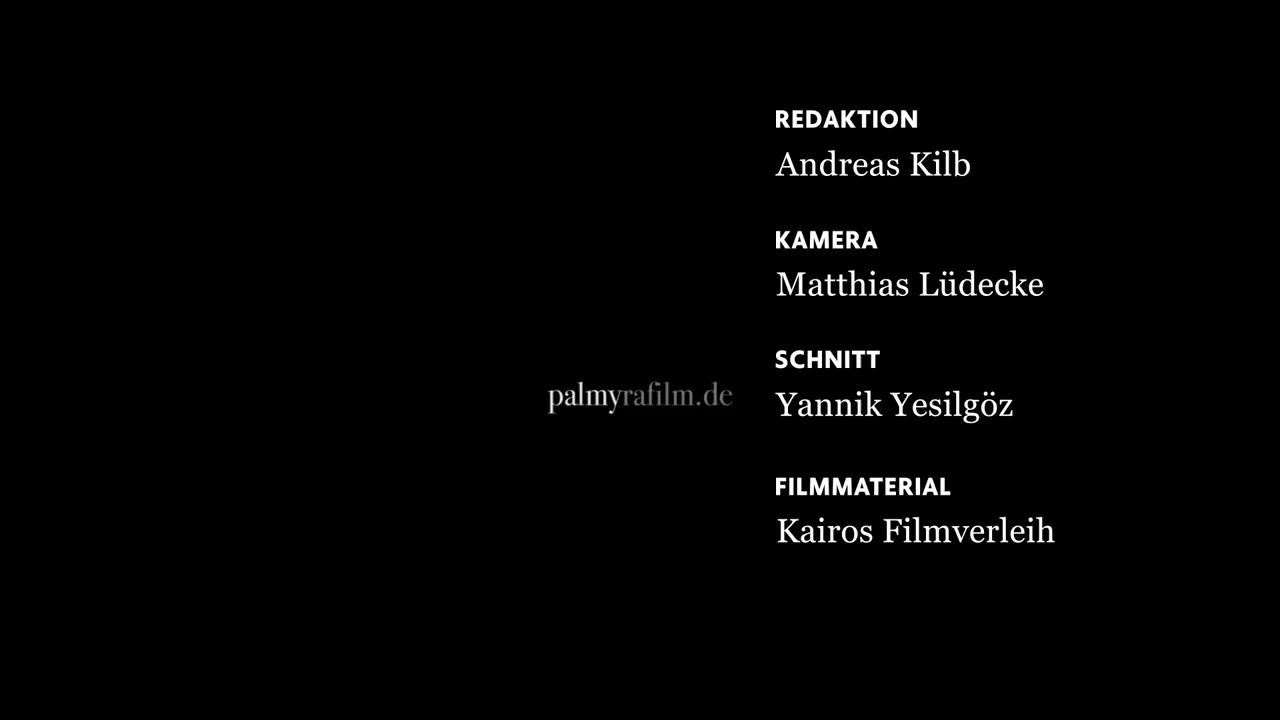 REDAKTION
Andreas Kilb
KAMERA
Matthias Lüdecke
SCHNITT
palmyrafilm.de
Yannik Yesilgöz
FILMMATERIAL
Kairos Filmverleih